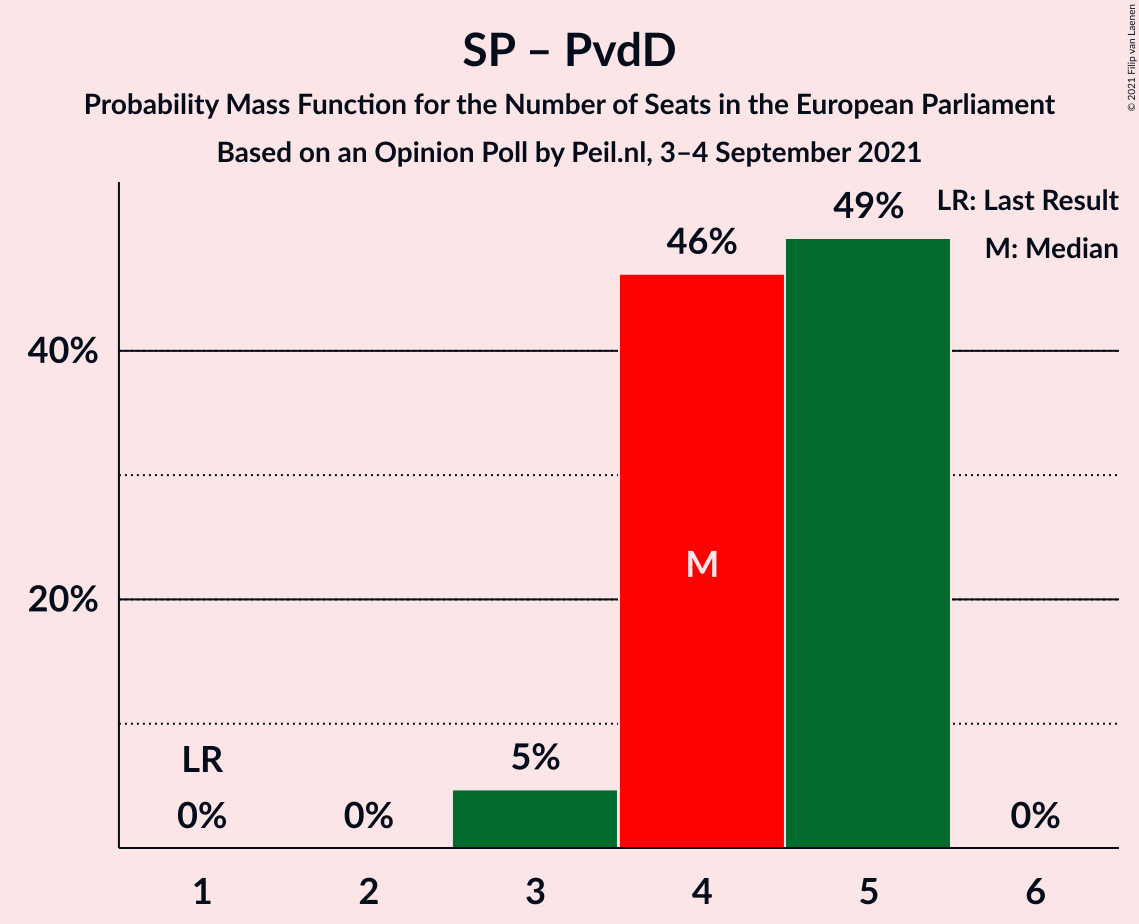 SP – PvdD
Probability Mass Function for the Number of Seats in the European Parliament
Based on an Opinion Poll by Peil.nl, 3–4 September 2021
© 2021 Filip van Laenen
LR: Last Result
M: Median
49%
46%
40%
M
20%
LR
5%
0%
0%
0%
1
2
3
4
5
6